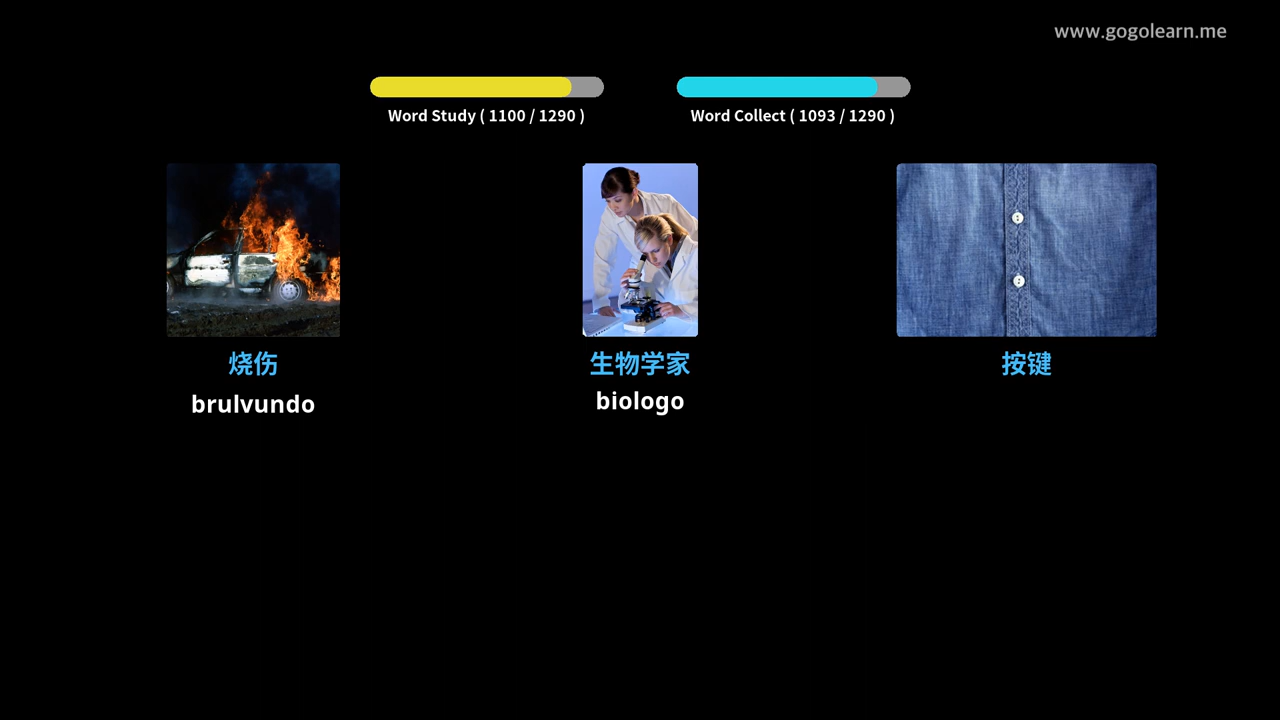 www.gogolearn.me
Word Study ( 1100 / 1290 )
Word Collect ( 1093 / 1290 )
烧伤
生物学家
按键
brulvundo
biologo